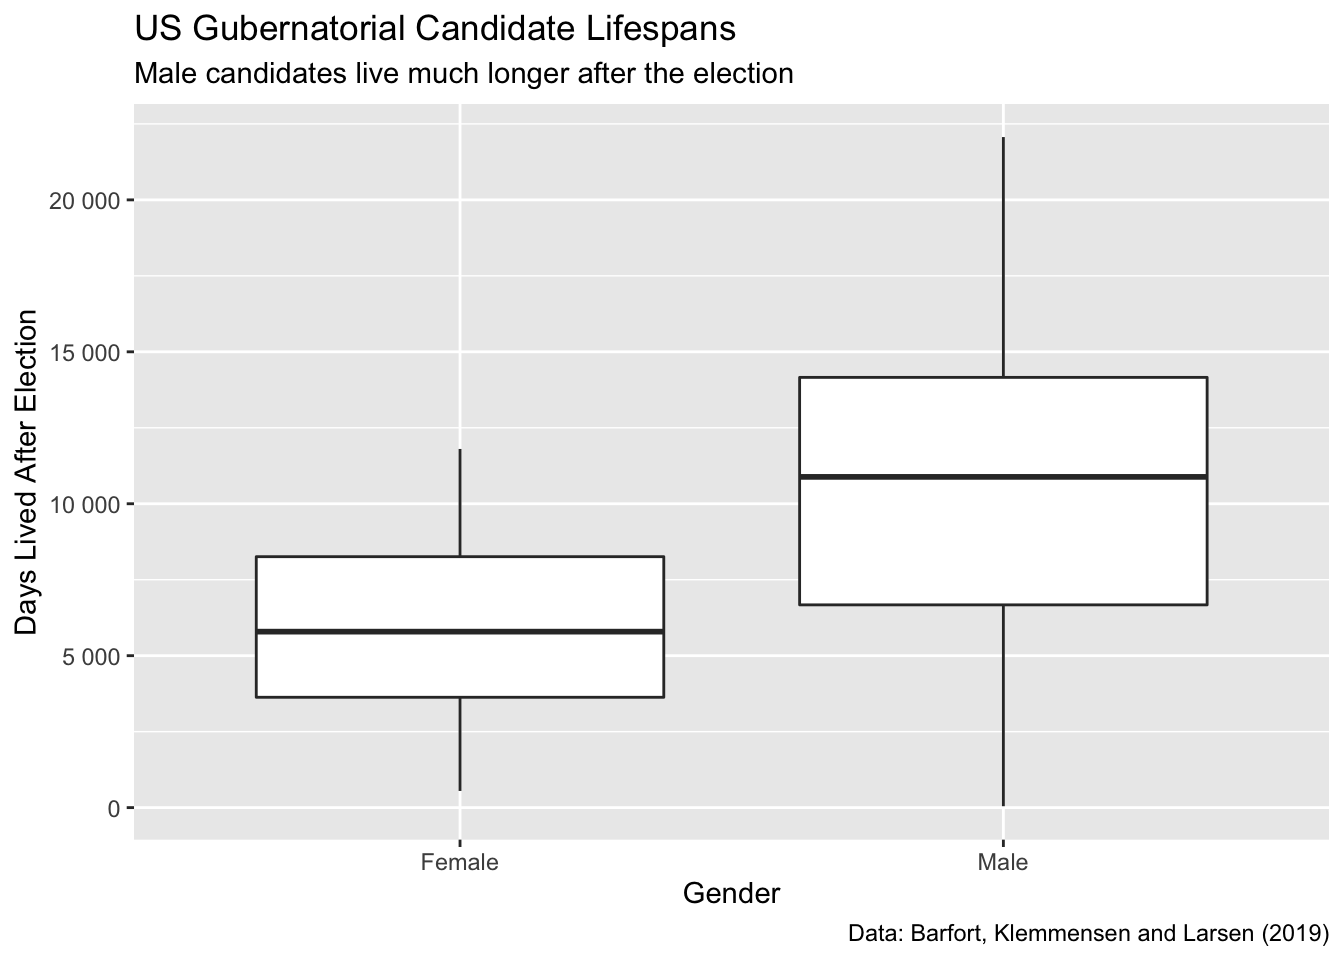 US Gubernatorial Candidate Lifespans
Male candidates live much longer after the election
Days Lived After Election
20 000
15 000
10 000
5 000
0
Female
Male
Gender
Data: Barfort, Klemmensen and Larsen (2019)